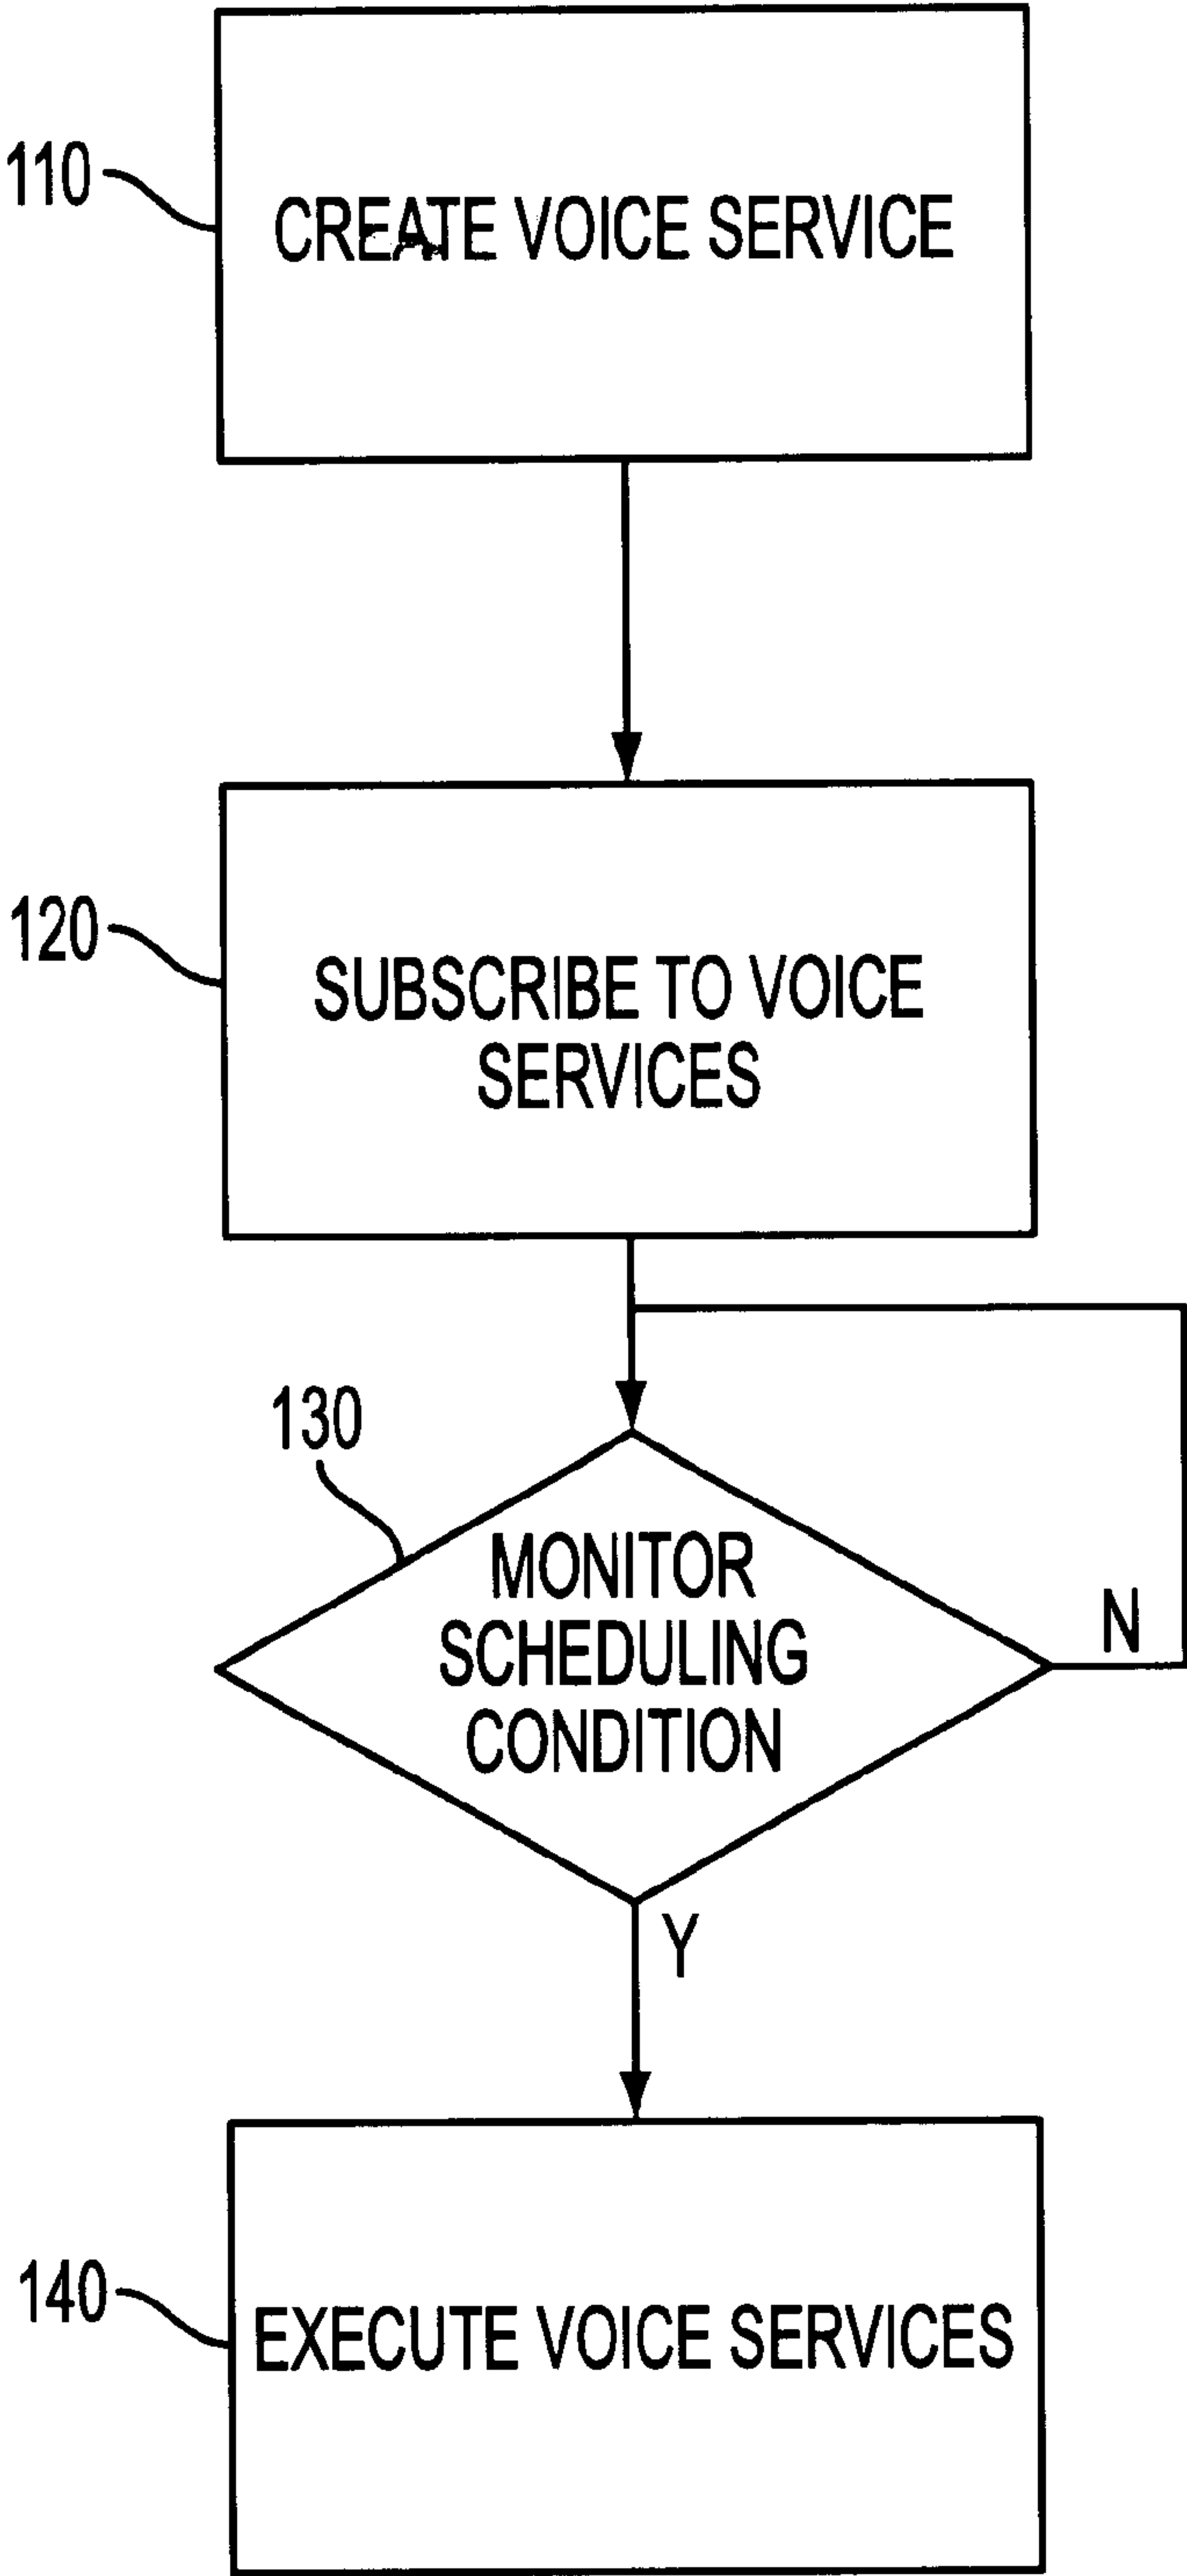 110
CREATE VOICE SERVICE
120
SUBSCRIBE TO VOICE
SERVICES
130
MONITOR
SCHEDULING
CONDITION
N
Y
140
EXECUTE VOICE SERVICES